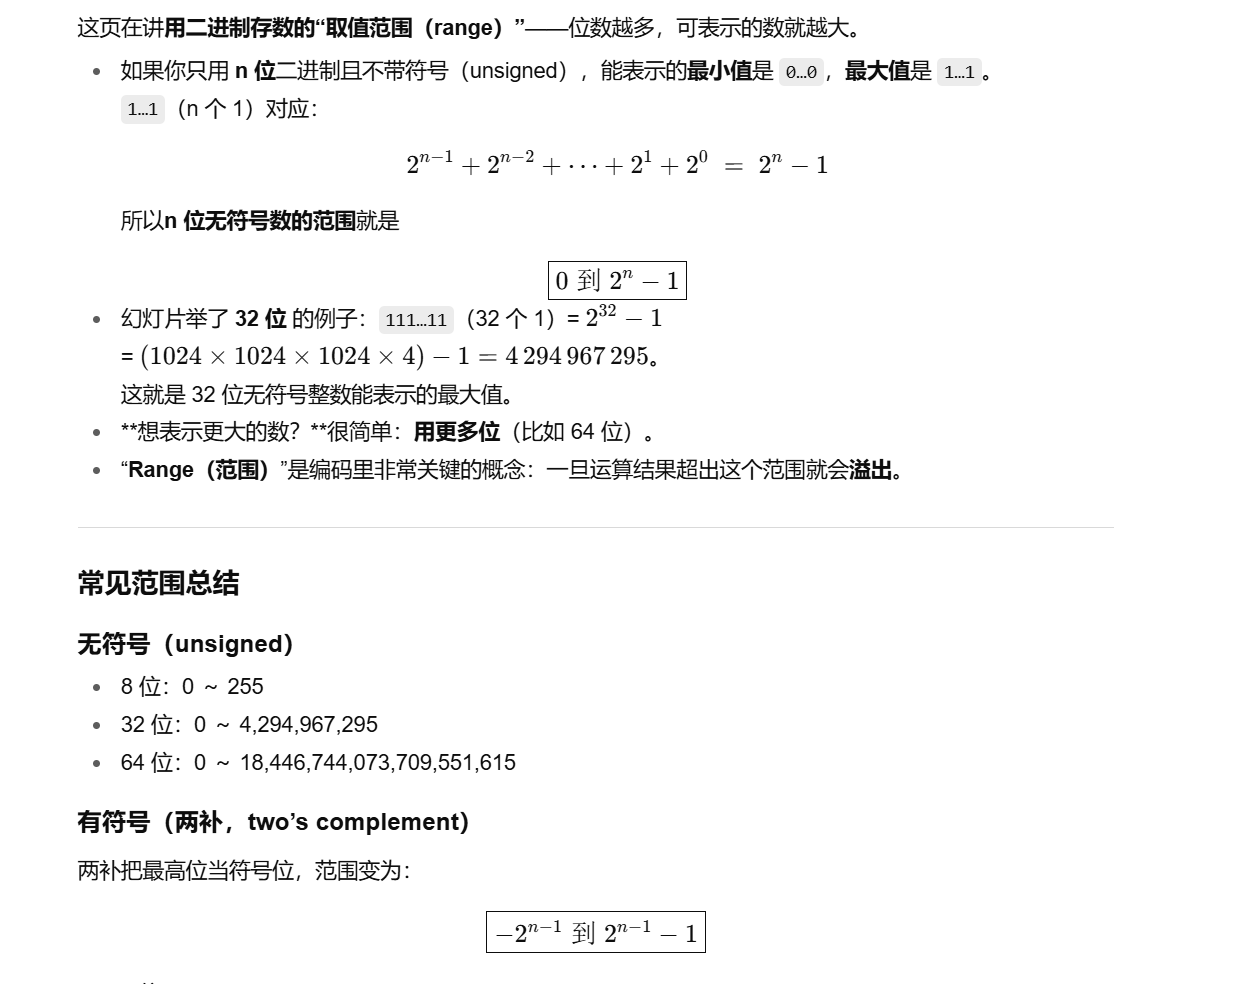 这页在讲用二进制存数的“取值范围（range）”——位数越多，可表示的数就越大。
如果你只用 n 位二进制且不带符号（unsigned），能表示的最小值是 0…0，最大值是 1…1。
1…1（n 个 1）对应：
2^{n−1} + 2^{n−2} + ⋯ + 2^1 + 2^0 = 2^n − 1
所以n 位无符号数的范围就是
0 到 2^n − 1
幻灯片举了 32 位 的例子：111…11（32 个 1）= 2^{32} − 1
= (1024 × 1024 × 1024 × 4) − 1 = 4 294 967 295。
这就是 32 位无符号整数能表示的最大值。
**想表示更大的数？**很简单：用更多位（比如 64 位）。
“Range（范围）”是编码里非常关键的概念：一旦运算结果超出这个范围就会溢出。
常见范围总结
无符号（unsigned）
8 位：0 ~ 255
32 位：0 ~ 4,294,967,295
64 位：0 ~ 18,446,744,073,709,551,615
有符号（两补，two’s complement）
两补把最高位当符号位，范围变为：
−2^{n−1} 到 2^{n−1} − 1